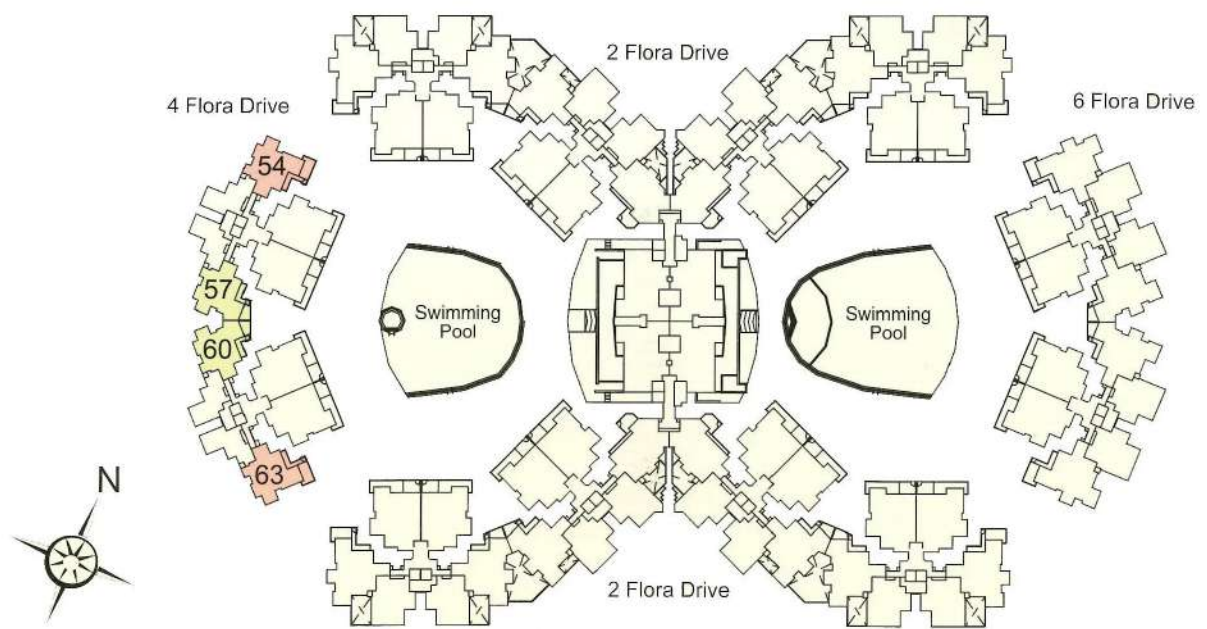 2 Flora Drive
4 Flora Drive
6 Flora Drive
54
57
60
63
Swimming
Pool
Swimming
Pool
N
2 Flora Drive